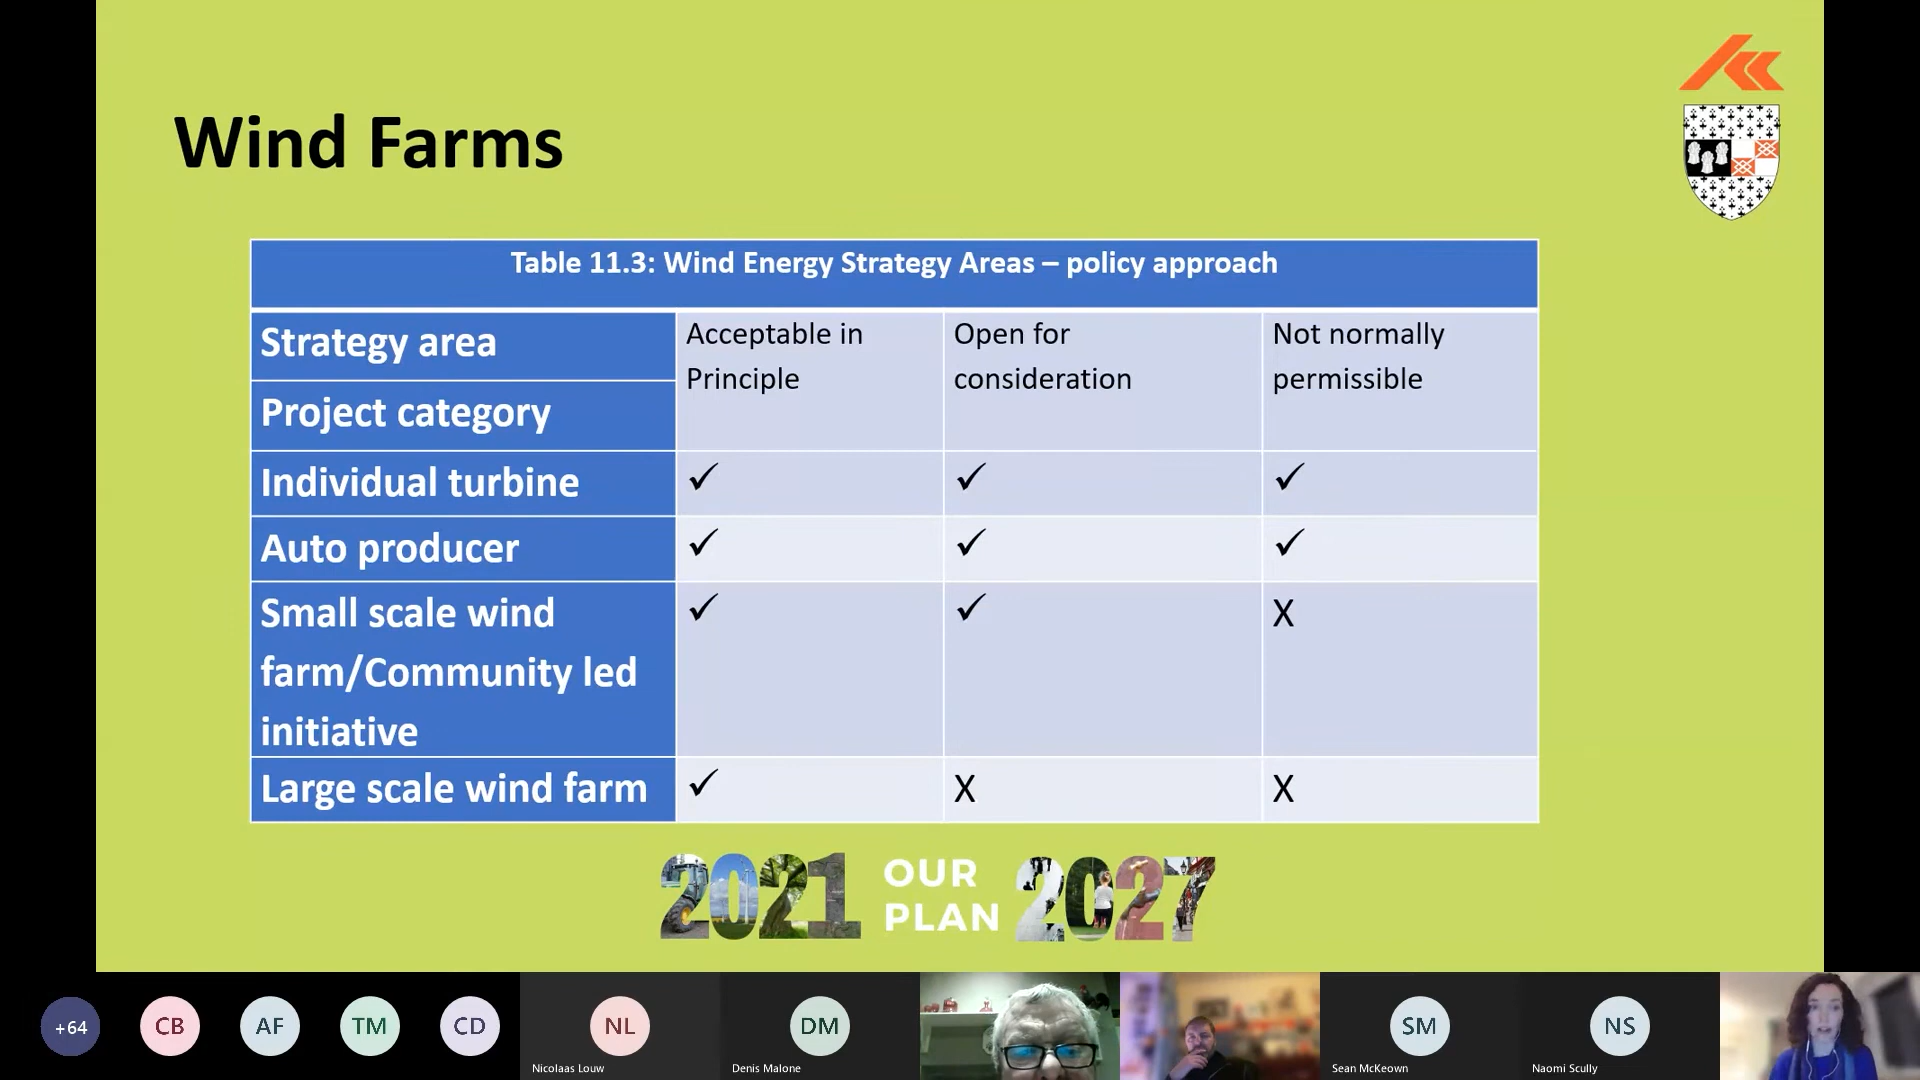 Wind Farms
Table 11.3: Wind Energy Strategy Areas – policy approach
Strategy area
Project category
Acceptable in
Principle
Open for
consideration
Not normally
permissible
Individual turbine ✓ ✓ ✓
Auto producer ✓ ✓ ✓
Small scale wind ✓ ✓ X
farm/Community led
initiative
Large scale wind farm ✓ X X
2021 OUR PLAN 2027
+64
CB
AF
TM
CD
NL
Nicolaas Louw
DM
Denis Malone
SM
Sean McKeown
NS
Naomi Scully